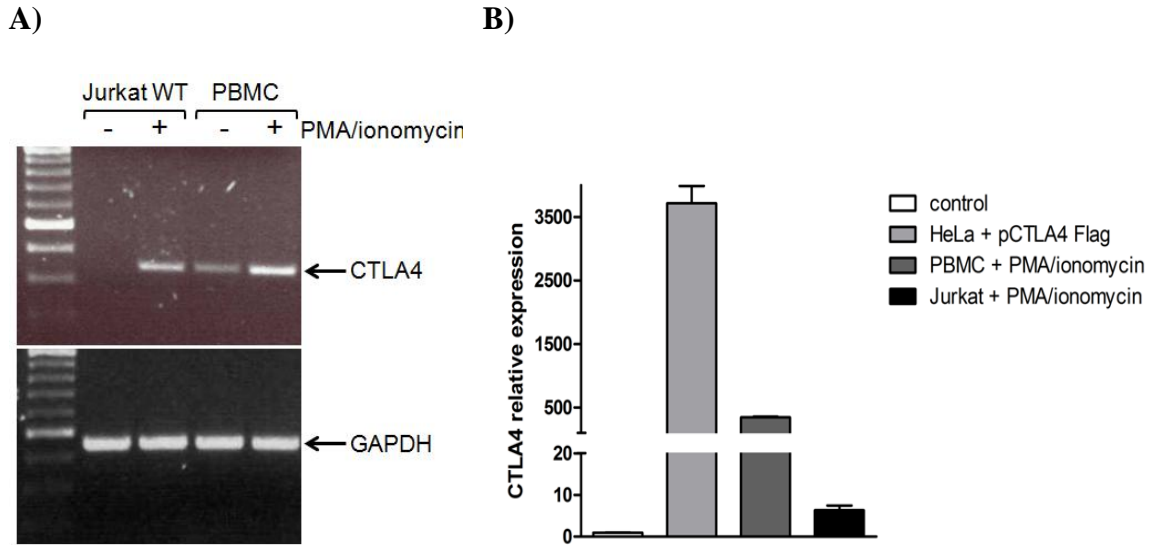 A)
B)
Jurkat WT PBMC
- + - + PMA/ionomycin
CTLA4
GAPDH
CTLA4 relative expression
3500
2500
1500
500
20
10
0
control
HeLa + pCTLA4 Flag
PBMC + PMA/ionomycin
Jurkat + PMA/ionomycin